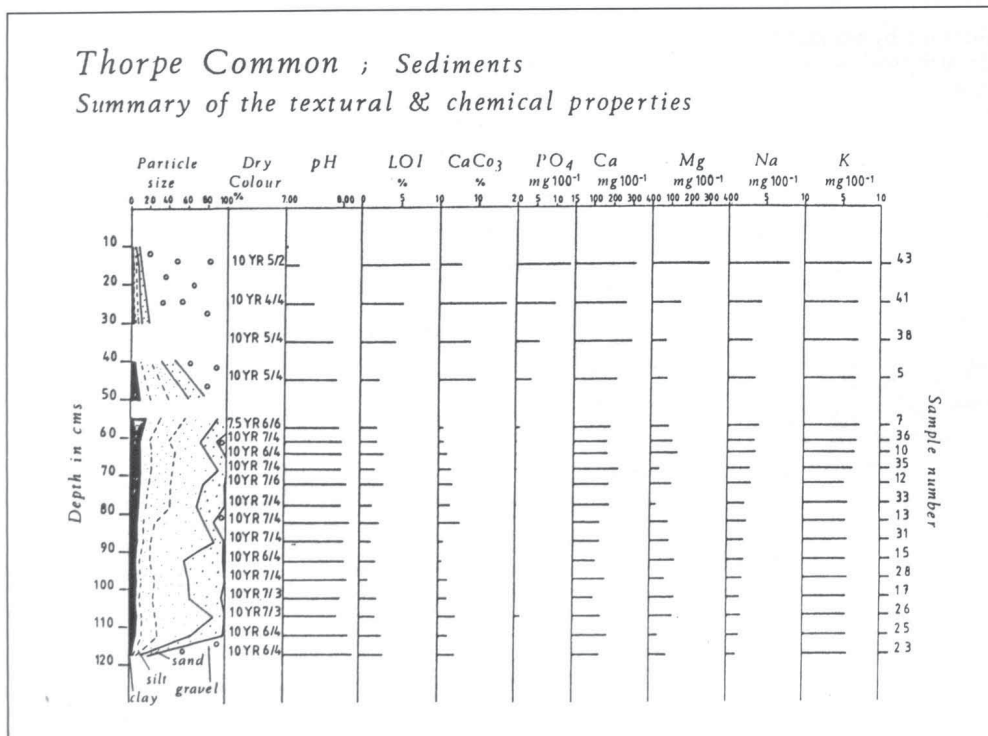 Thorpe Common ; Sediments
Summary of the textural & chemical properties
Particle size
Dry Colour
pH
LOI %
CaCo3 %
PO4 mg 100-1
Ca mg 100-1
Mg mg 100-1
Na mg 100-1
K mg 100-1
0 20 40 60 80 100%
7.00 8.00
0 5 10
0 10 20
5 10 15
100 200 300 400
100 200 300 400
5 10
5 10
Depth in cms
Sample number
10 10 YR 5/2 43
20 10 YR 4/4 41
30 10 YR 5/4 38
40 10 YR 5/4 5
50
7.5 YR 6/6 7
60 10YR 7/4 36
10YR 6/4 10
10YR 7/4 35
70 10YR 7/6 12
10YR 7/4 33
80 10YR 7/4 13
10YR 7/4 31
90 10YR 6/4 15
10YR 7/4 28
100 10YR 7/3 17
10YR 7/3 26
110 10YR 6/4 25
10YR 6/4 23
120
sand
silt
gravel
clay